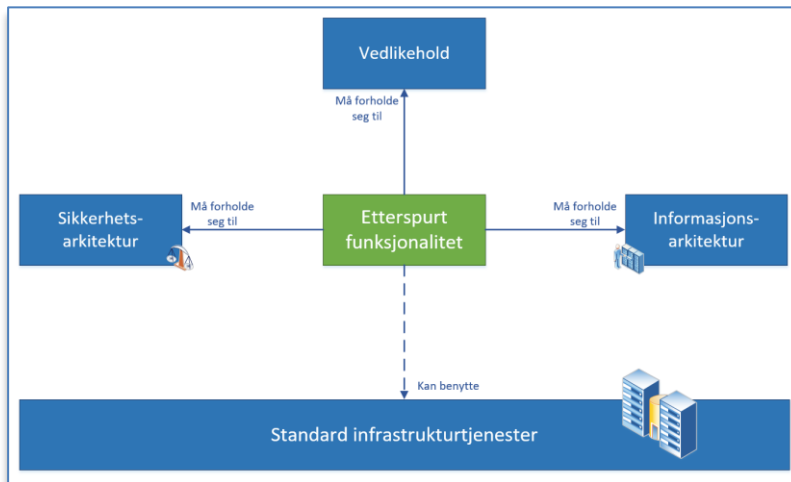 Vedlikehold
Må forholde
seg til
Sikkerhets-
arkitektur
Må forholde
seg til
Etterspurt
funksjonalitet
Må forholde
seg til
Informasjons-
arkitektur
Kan benytte
Standard infrastrukturtjenester